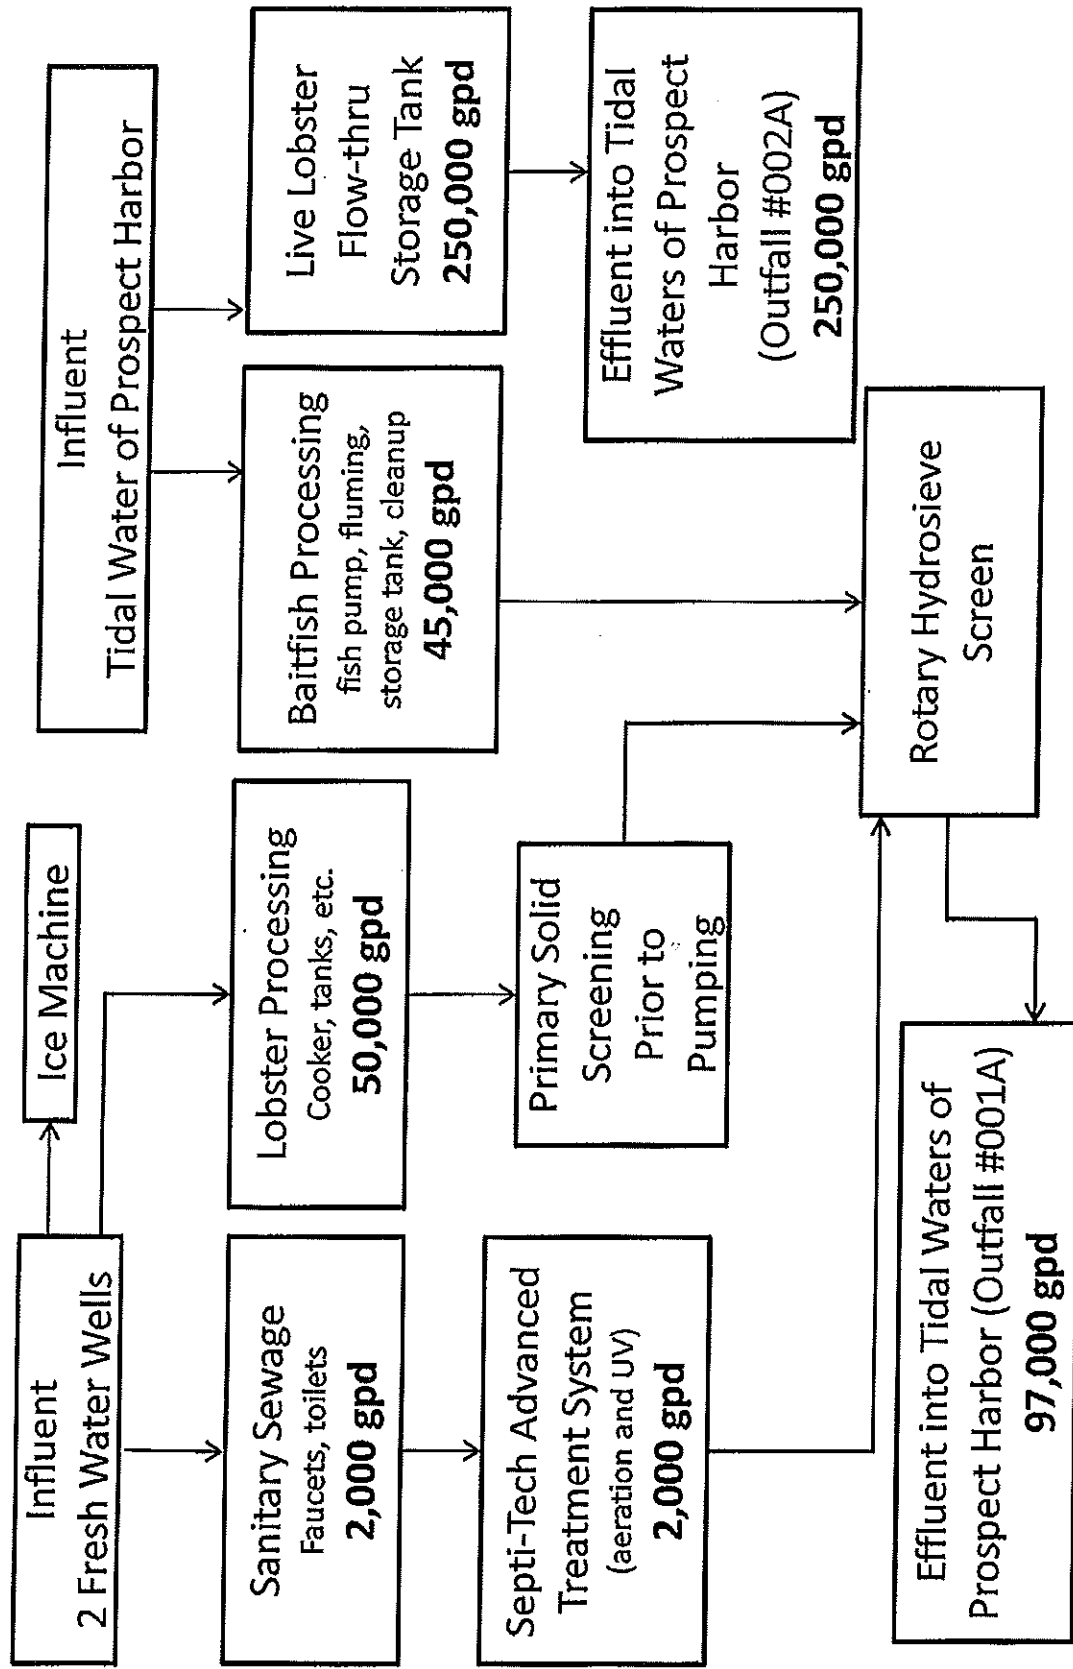 Influent
2 Fresh Water Wells
Ice Machine
Influent
Tidal Water of Prospect Harbor
Sanitary Sewage
Faucets, toilets
2,000 gpd
Lobster Processing
Cooker, tanks, etc.
50,000 gpd
Baitfish Processing
fish pump, fluming,
storage tank, cleanup
45,000 gpd
Live Lobster
Flow-thru
Storage Tank
250,000 gpd
Septi-Tech Advanced
Treatment System
(aeration and UV)
2,000 gpd
Primary Solid
Screening
Prior to
Pumping
Effluent into Tidal
Waters of Prospect
Harbor
(Outfall #002A)
250,000 gpd
Rotary Hydrosieve
Screen
Effluent into Tidal Waters of
Prospect Harbor (Outfall #001A)
97,000 gpd